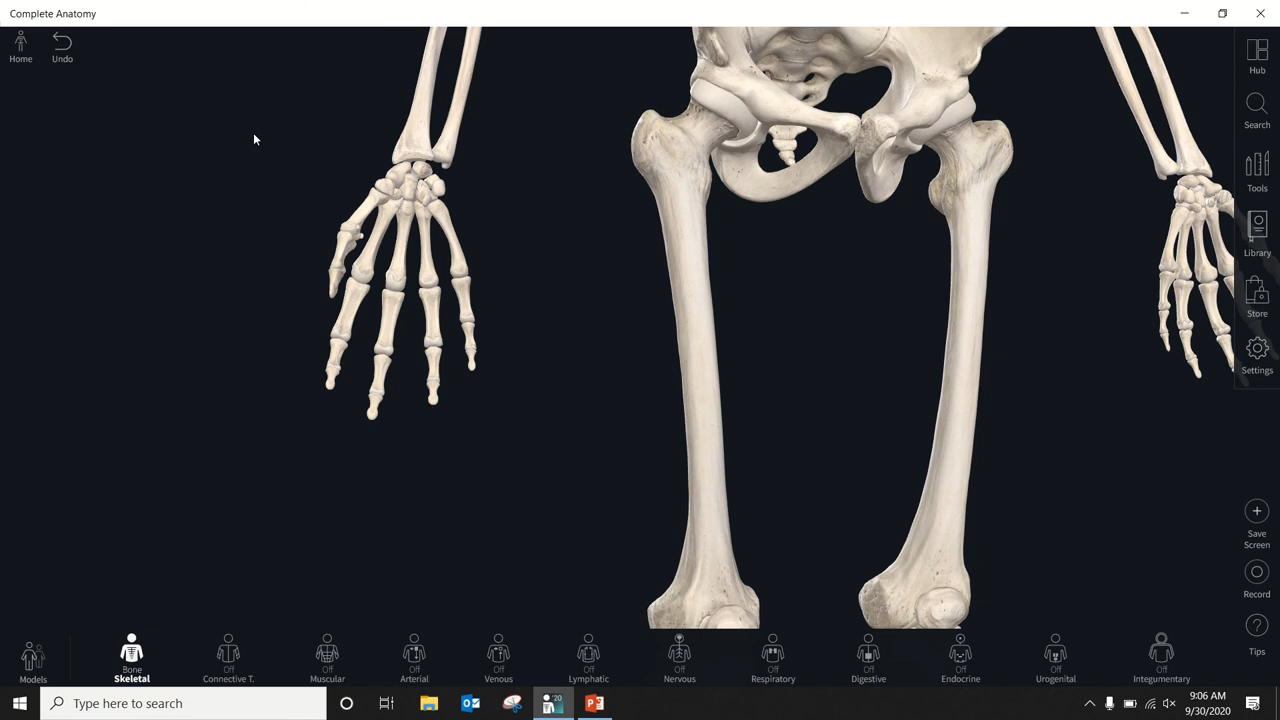 Complete Anatomy
Home
Undo
Hub
Search
Tools
Library
Store
Settings
Save
Screen
Record
Tips
Models
Bone
Skeletal
Off
Connective T.
Off
Muscular
Off
Arterial
Off
Venous
Off
Lymphatic
Off
Nervous
Off
Respiratory
Off
Digestive
Off
Endocrine
Off
Urogenital
Off
Integumentary
Type here to search
'20
9:06 AM
9/30/2020